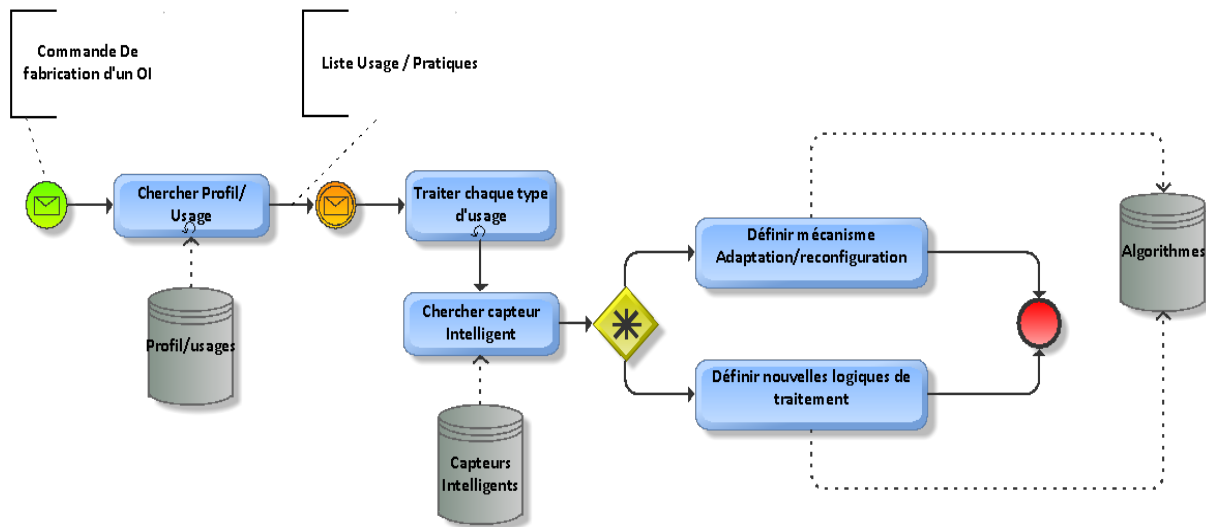 Commande De
fabrication d'un OI
Liste Usage / Pratiques
Chercher Profil/
Usage
Traiter chaque type
d'usage
Définir mécanisme
Adaptation/reconfiguration
Algorithmes
Chercher capteur
Intelligent
Profil/usages
Définir nouvelles logiques de
traitement
Capteurs
Intelligents